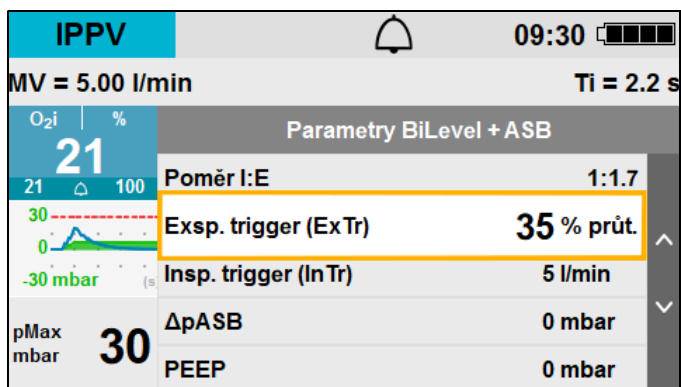 IPPV 09:30
MV = 5.00 l/min Ti = 2.2 s
O₂i %
21
21 100
Parametry BiLevel + ASB
Poměr I:E 1:1.7
Exsp. trigger (ExTr) 35 % průt.
Insp. trigger (InTr) 5 l/min
ΔpASB 0 mbar
PEEP 0 mbar
30
0
-30 mbar (s
pMax
mbar 30